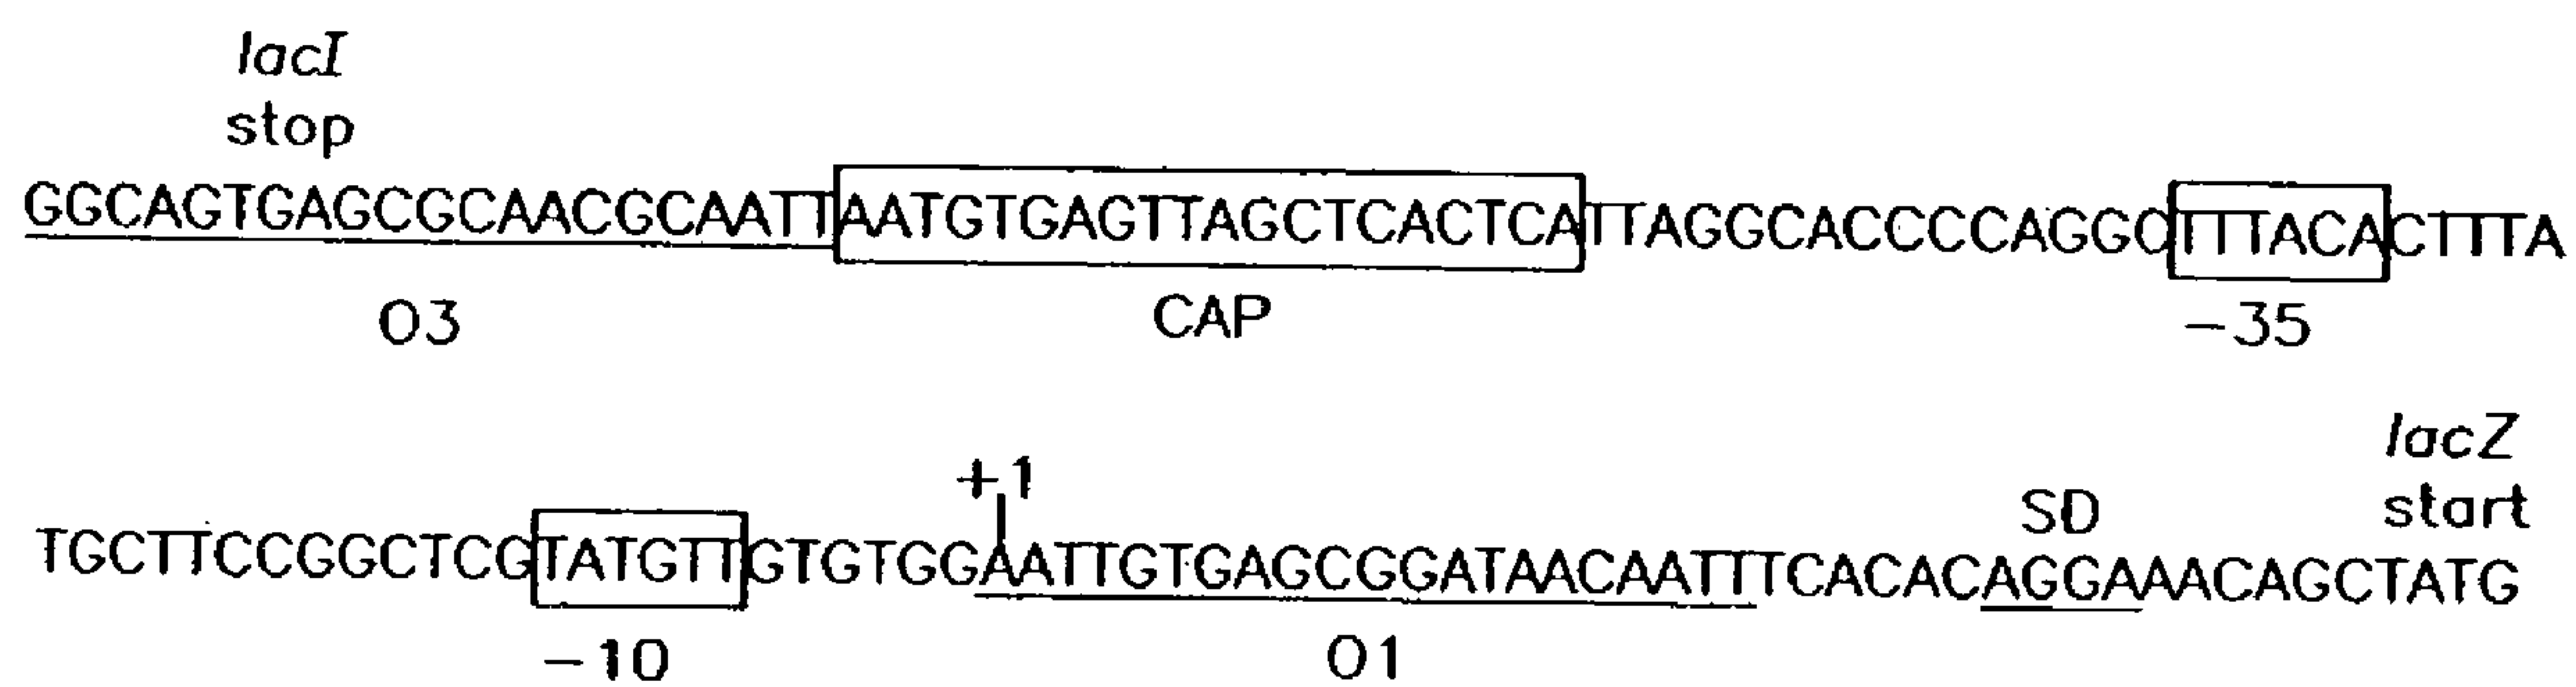 lacI
stop
GGCAGTGAGCGCAACGCAATTAATGTGAGTTAGCTCACTCATTAGGCACCCCAGGCTTTACACTTTA
O3 CAP -35
lacZ
+1 SD start
TGCTTCCGGCTCGTATGTTGTGTGGAATTGTGAGCGGATAACAATTTCACACAGGAAACAGCTATG
-10 O1